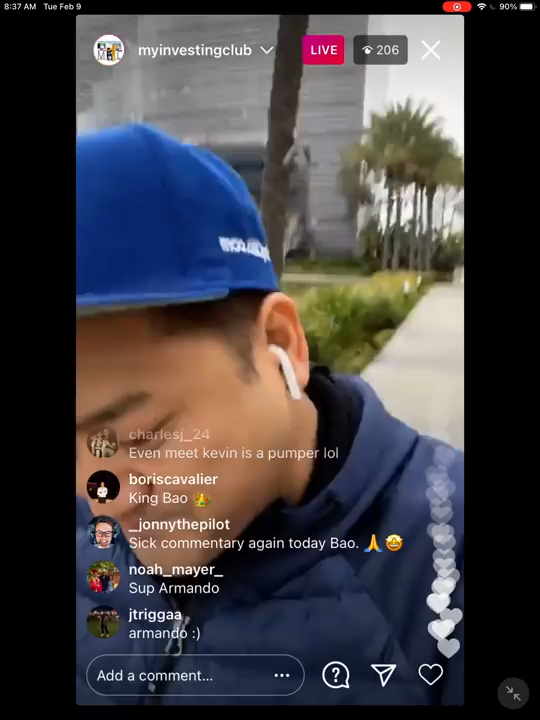 8:37 AM Tue Feb 9
90%
myinvestingclub
LIVE
206
charlesj_24
Even meet kevin is a pumper lol
boriscavalier
King Bao 👑
_jonnythepilot
Sick commentary again today Bao. 🙏🤩
noah_mayer_
Sup Armando
jtriggaa
armando :)
Add a comment...